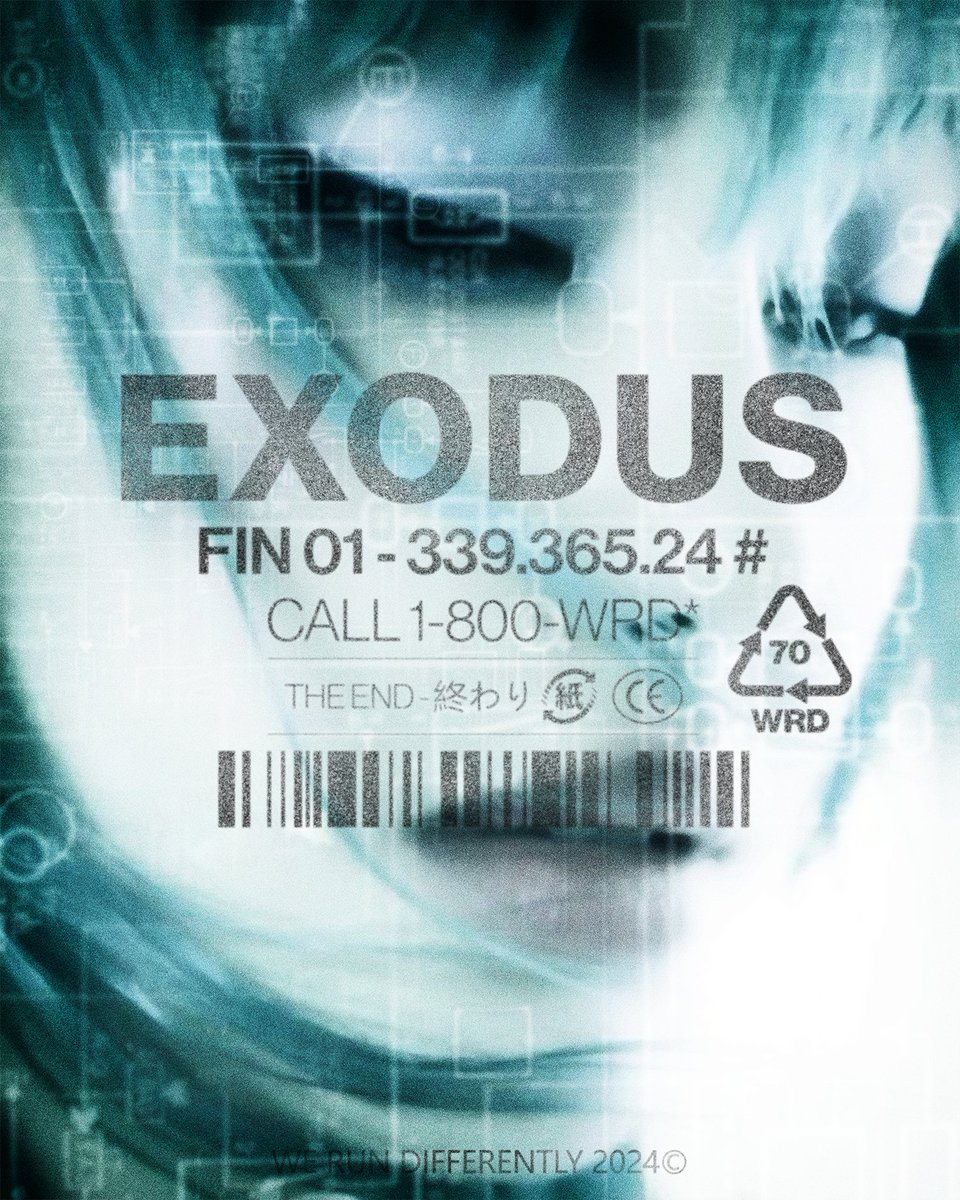 EXODUS
FIN 01 - 339.365.24 #
CALL 1-800-WRD*
THE END - 終わり 紙 CE
70
WRD
WE RUN DIFFERENTLY 2024©